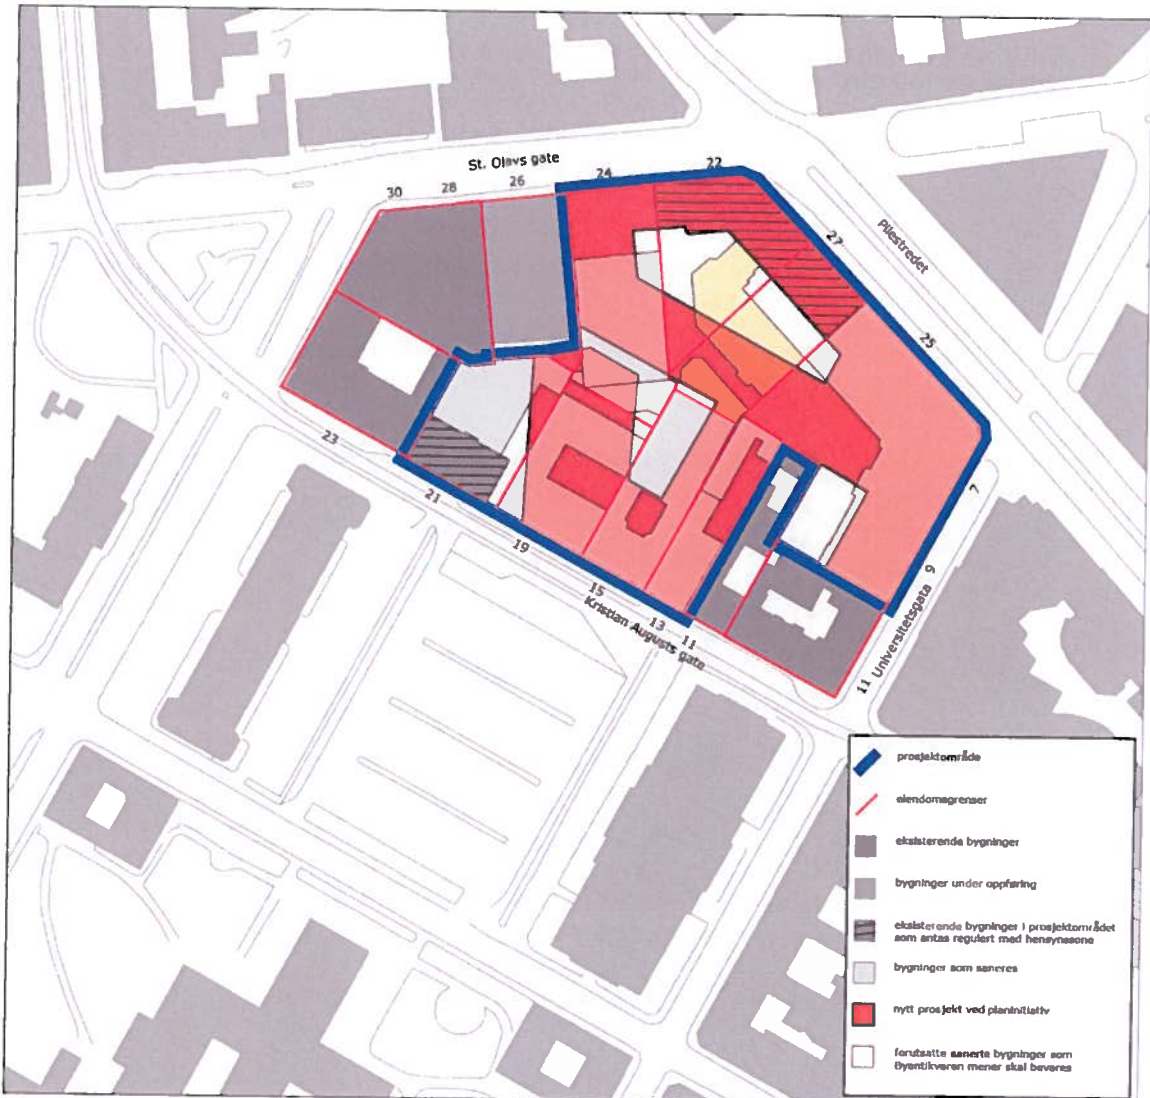 St. Olavs gate
30
28
26
24
22
27
Pilestredet
25
7
9
Universitetsgata
11
23
21
19
15
13
11
Kristian Augusts gate
prosjektområde
eiendomsgrenser
eksisterende bygninger
bygninger under oppføring
eksisterende bygninger i prosjektområdet
som antas regulert med hensynssone
bygninger som saneres
nytt prosjekt ved planinitiativ
forutsatte sanerte bygninger som
Byantikvaren mener skal bevares